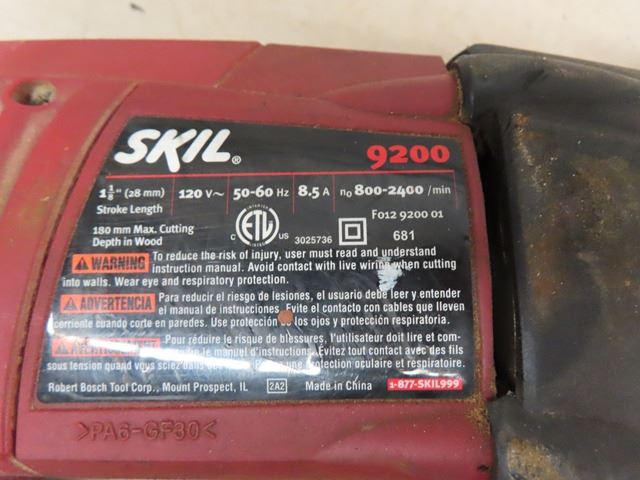 SKIL® 9200
1 1/8" (28 mm) Stroke Length 120 V~ 50-60 Hz 8.5 A n₀ 800-2400 /min
F012 9200 01
180 mm Max. Cutting Depth in Wood
C ETL US INTERTEK LISTED 3025736 681
WARNING To reduce the risk of injury, user must read and understand
instruction manual. Avoid contact with live wiring when cutting
into walls. Wear eye and respiratory protection.
ADVERTENCIA Para reducir el riesgo de lesiones, el usuario debe leer y entender
el manual de instrucciones. Evite el contacto con cables que lleven
corriente cuando corte en paredes. Use protección los ojos y protección respiratoria.
Pour réduire le risque de blessures, l'utilisateur doit lire et com-
le manuel d'instructions. Évitez tout contact avec des fils
sous tension quand vous sciez dans des protection oculaire et respiratoire.
Robert Bosch Tool Corp., Mount Prospect, IL 2A2 Made in China 1-877-SKIL999
>PA6-GF30<